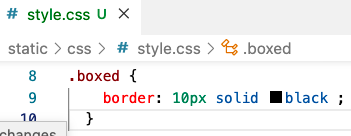 # style.css U
static > css > # style.css > .boxed
8 .boxed {
9 border: 10px solid black ;
10 }
changes